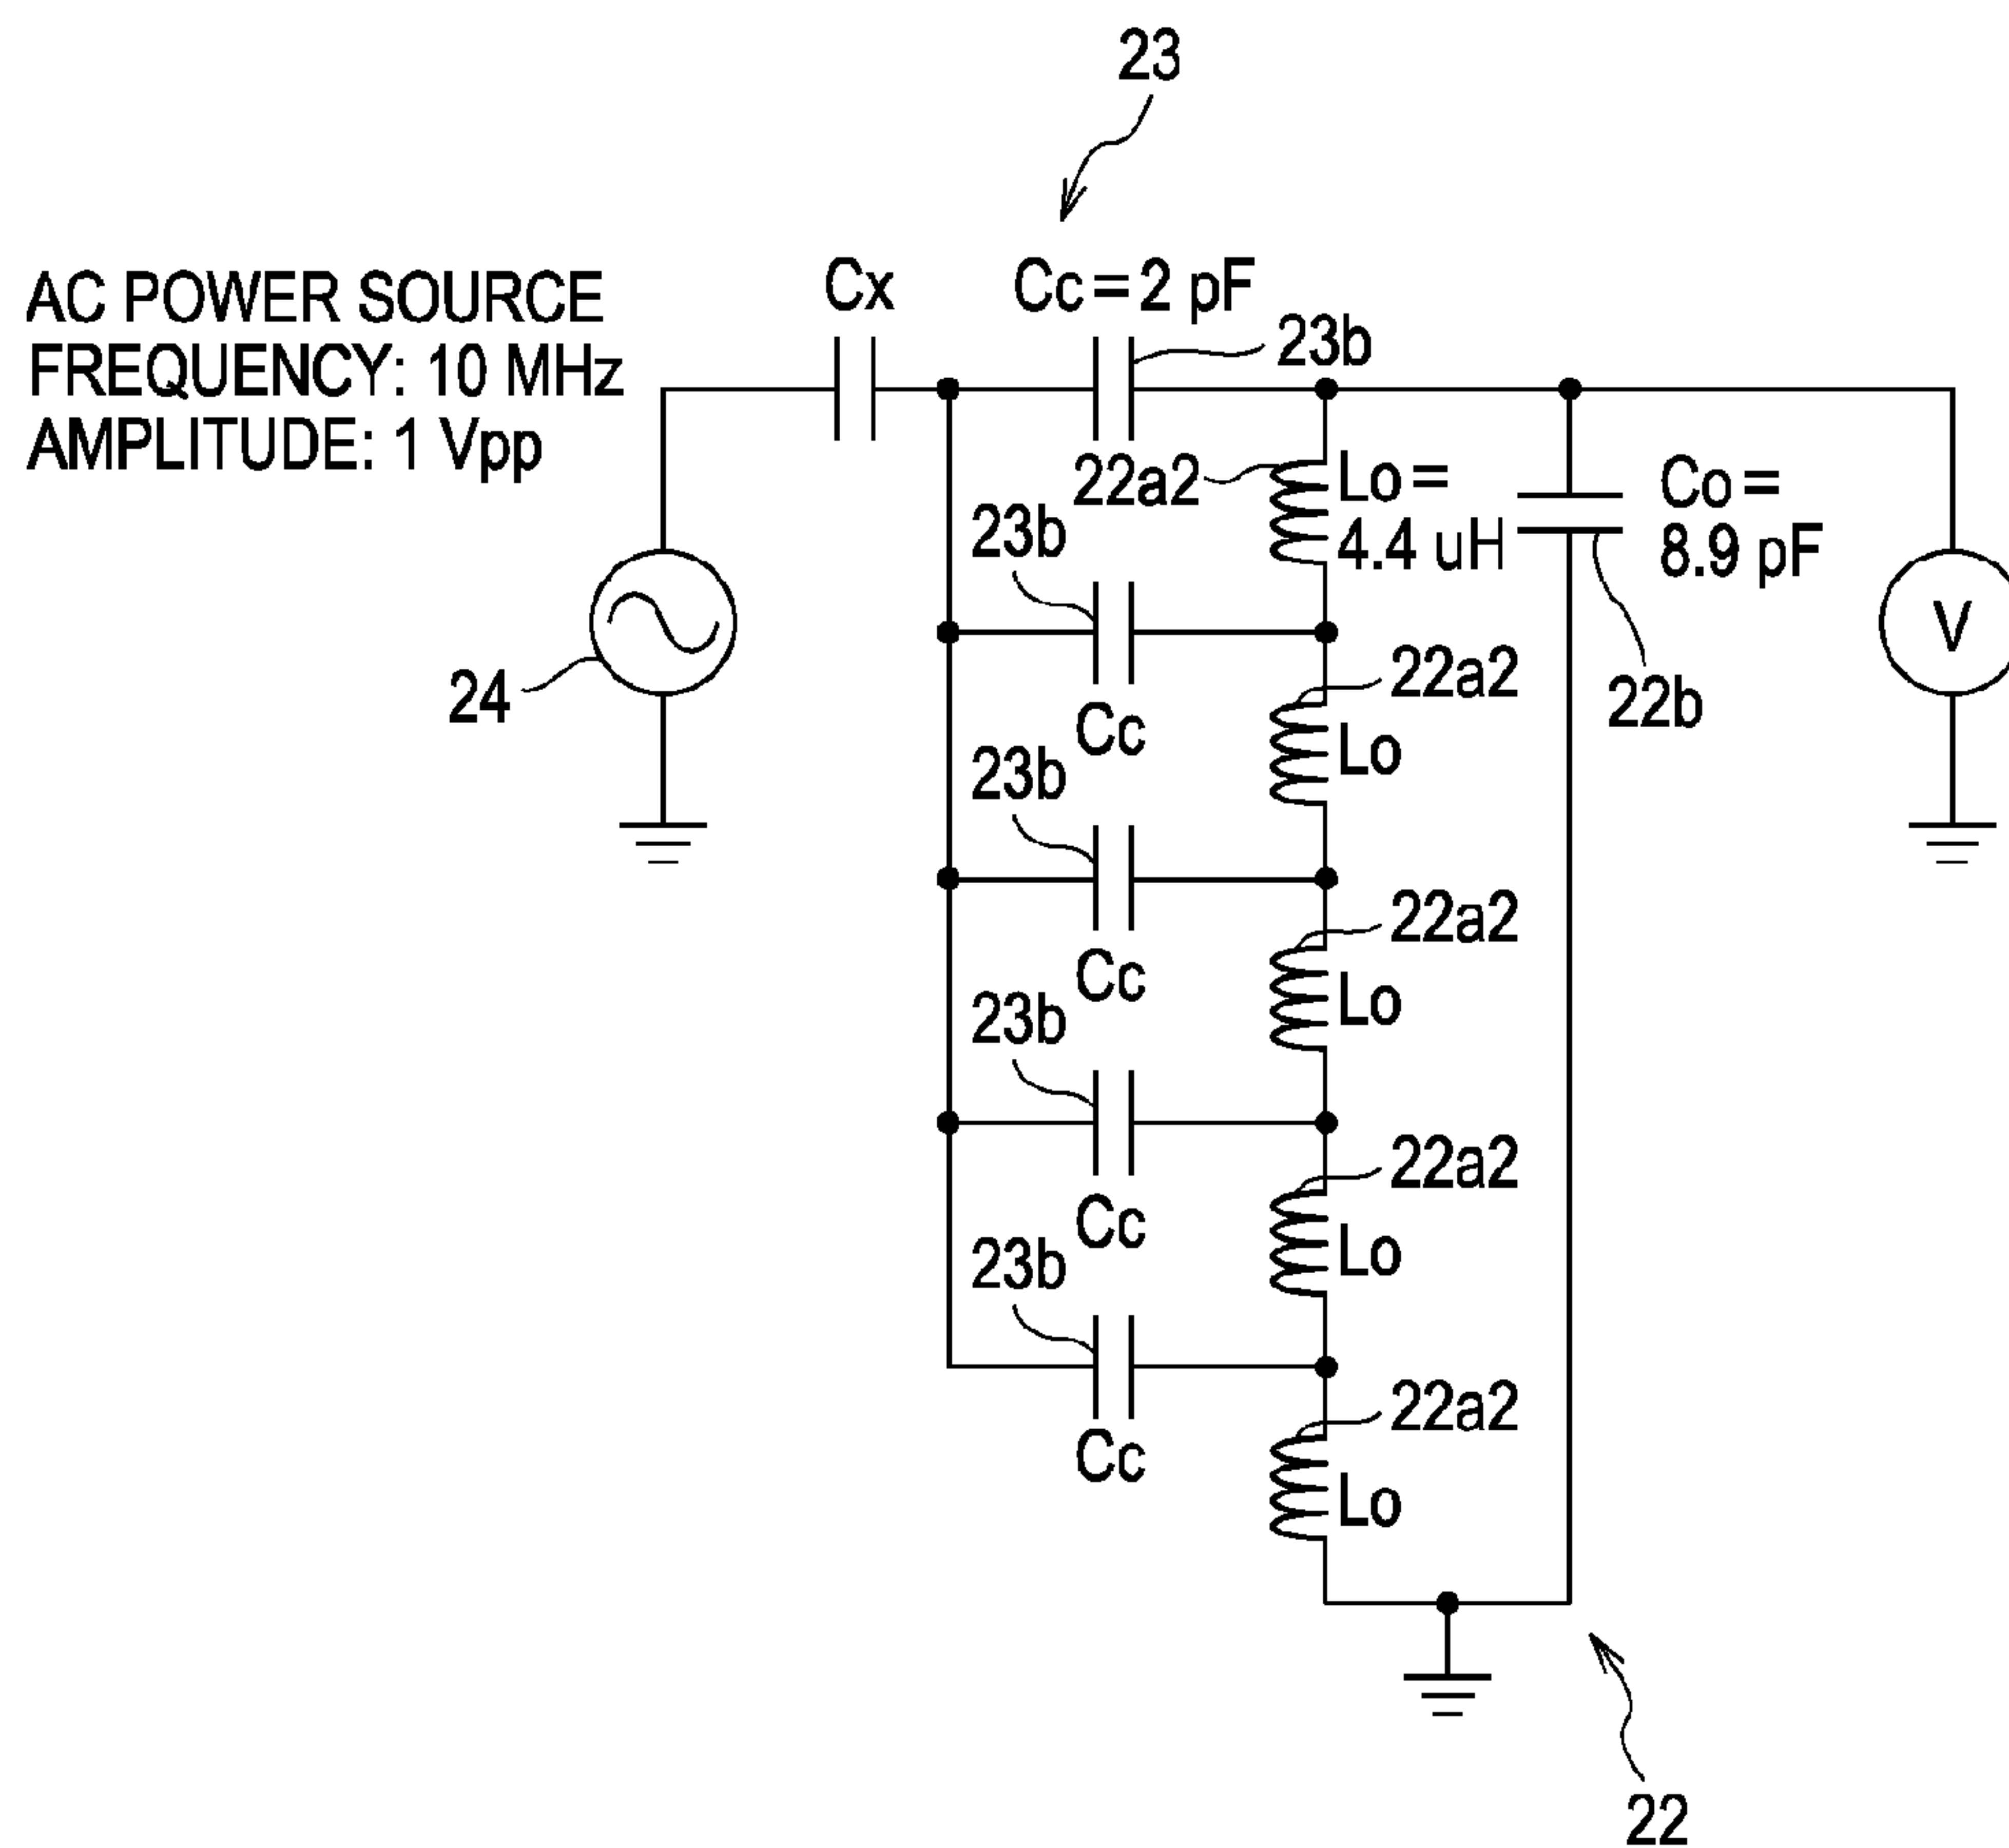 23
AC POWER SOURCE
FREQUENCY: 10 MHz
AMPLITUDE: 1 Vpp
Cx
Cc=2 pF
23b
22a2
Lo=
4.4 uH
Co=
8.9 pF
23b
V
24
22a2
22b
Cc
Lo
23b
22a2
Cc
Lo
23b
22a2
Cc
Lo
23b
22a2
Cc
Lo
22